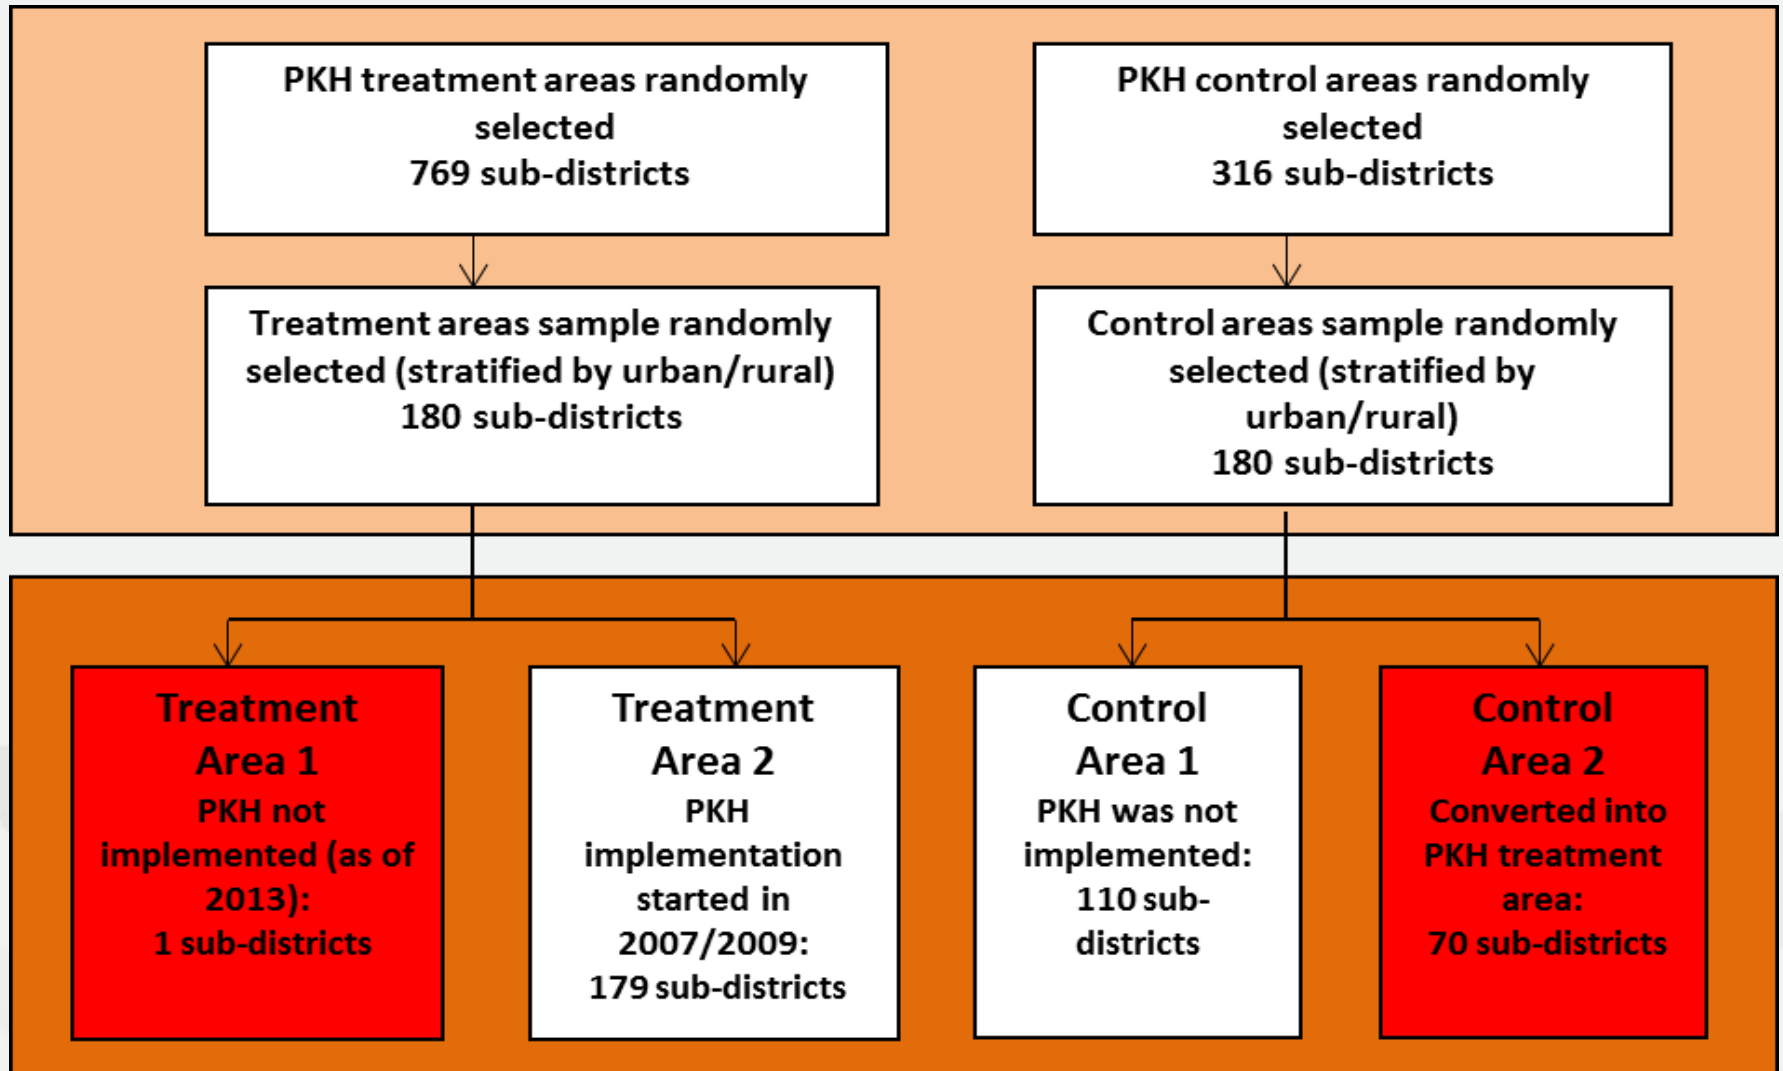 PKH treatment areas randomly
selected
769 sub-districts
PKH control areas randomly
selected
316 sub-districts
Treatment areas sample randomly
selected (stratified by urban/rural)
180 sub-districts
Control areas sample randomly
selected (stratified by
urban/rural)
180 sub-districts
Treatment
Area 1
PKH not
implemented (as of
2013):
1 sub-districts
Treatment
Area 2
PKH
implementation
started in
2007/2009:
179 sub-districts
Control
Area 1
PKH was not
implemented:
110 sub-
districts
Control
Area 2
Converted into
PKH treatment
area:
70 sub-districts